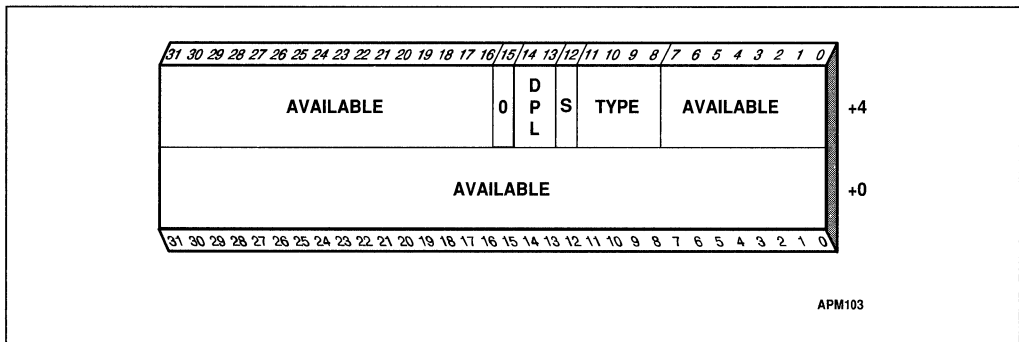 31 30 29 28 27 26 25 24 23 22 21 20 19 18 17 16 15 14 13 12 11 10 9 8 7 6 5 4 3 2 1 0
AVAILABLE 0 DPL S TYPE AVAILABLE +4
AVAILABLE +0
31 30 29 28 27 26 25 24 23 22 21 20 19 18 17 16 15 14 13 12 11 10 9 8 7 6 5 4 3 2 1 0
APM103